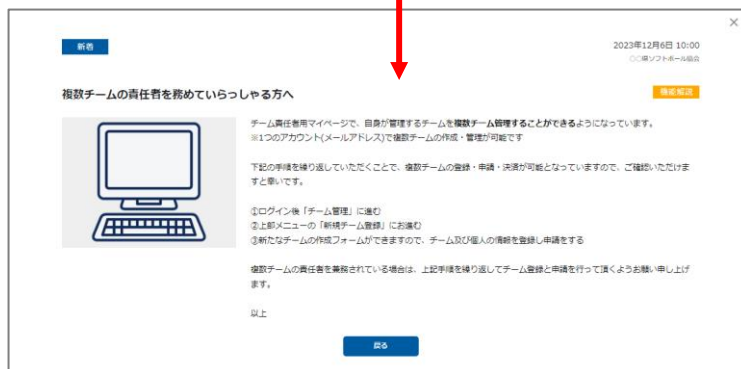 ×
新着
2023年12月6日 10:00
○○県ソフトボール協会
複数チームの責任者を務めていらっしゃる方へ
機能解説
チーム責任者用マイページで、自身が管理するチームを複数チーム管理することができるようになっています。
※1つのアカウント(メールアドレス)で複数チームの作成・管理が可能です
下記の手順を繰り返していただくことで、複数チームの登録・申請・決済が可能となっていますので、ご確認いただけま
すと幸いです。
①ログイン後「チーム管理」に進む
②上部メニューの「新規チーム登録」にお進む
③新たなチームの作成フォームができますので、チーム及び個人の情報を登録し申請をする
複数チームの責任者を兼務されている場合は、上記手順を繰り返してチーム登録と申請を行って頂くようお願い申し上げ
ます。
以上
戻る